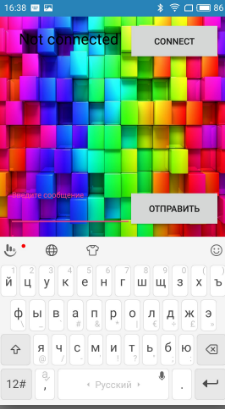 16:38 86
Not connected CONNECT
Введите сообщение
ОТПРАВИТЬ
й ц у к е н г ш щ з х ъ
ф ы в а п р о л д ж э
я ч с м и т ь б ю
12# , Русский .